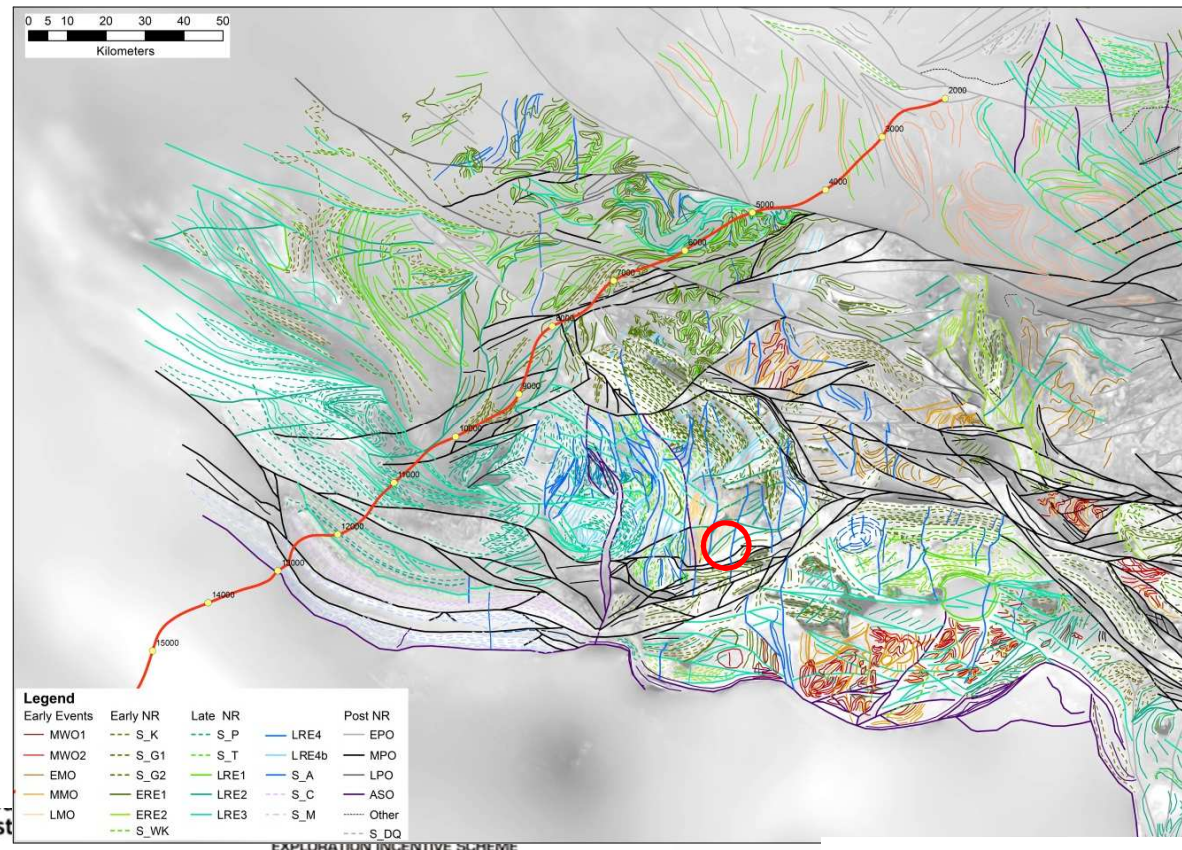 0 5 10 20 30 40 50
Kilometers
2000
3000
4000
5000
6000
7000
8000
9000
10000
11000
12000
13000
14000
15000
Legend
Early Events Early NR Late NR Post NR
MWO1 S_K S_P LRE4 EPO
MWO2 S_G1 S_T LRE4b MPO
EMO S_G2 LRE1 S_A LPO
MMO ERE1 LRE2 S_C ASO
LMO ERE2 LRE3 S_M Other
S_WK S_DQ
st
EXPLORATION INCENTIVE SCHEME